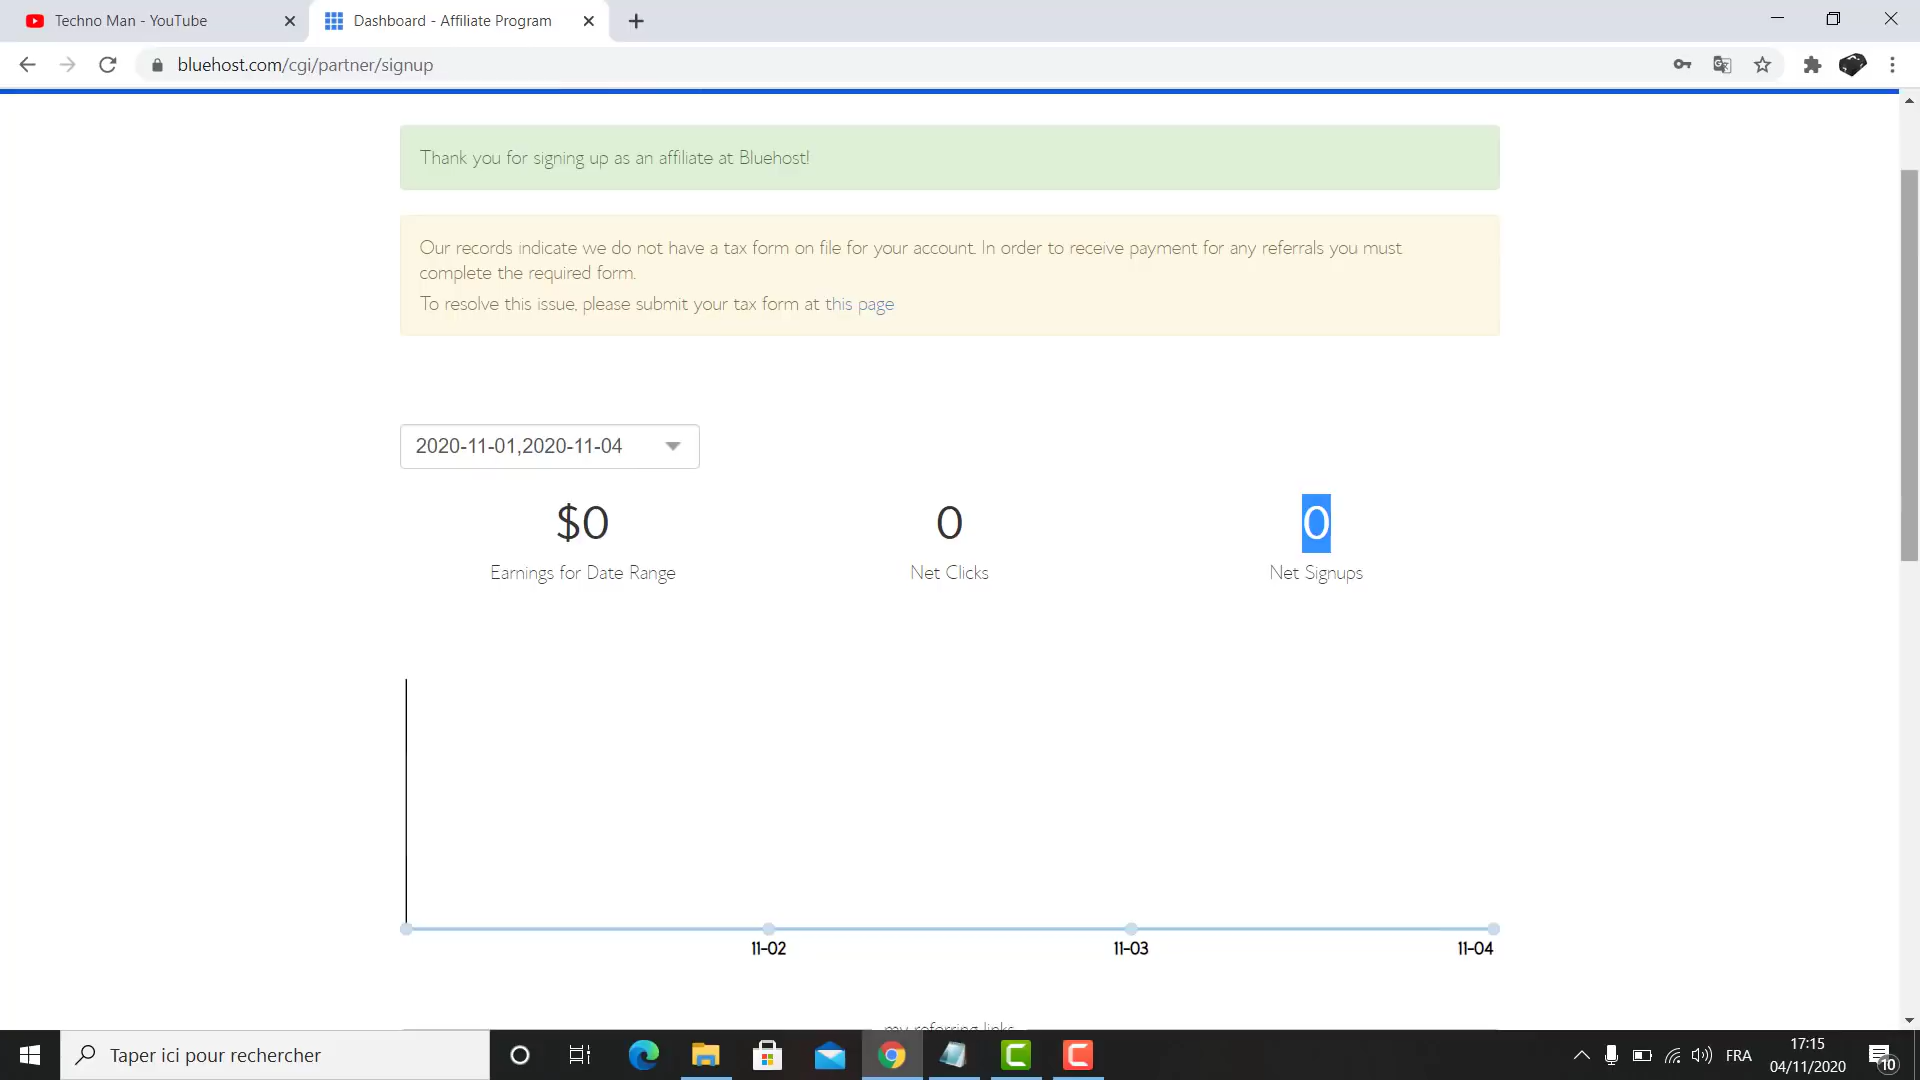 Techno Man - YouTube
Dashboard - Affiliate Program
bluehost.com/cgi/partner/signup
Thank you for signing up as an affiliate at Bluehost!
Our records indicate we do not have a tax form on file for your account. In order to receive payment for any referrals you must
complete the required form.
To resolve this issue, please submit your tax form at this page
2020-11-01,2020-11-04
$0
0
0
Earnings for Date Range
Net Clicks
Net Signups
11-02
11-03
11-04
my referring links
Taper ici pour rechercher
FRA
17:15
04/11/2020
10